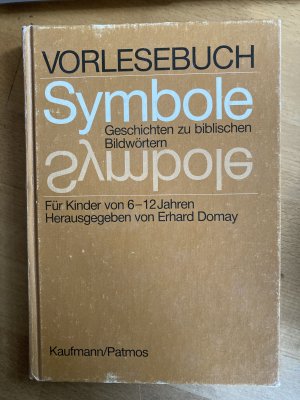 VORLESEBUCH
Symbole
Geschichten zu biblischen
Bildwörtern
Symbole
Für Kinder von 6–12 Jahren
Herausgegeben von Erhard Domay
Kaufmann/Patmos